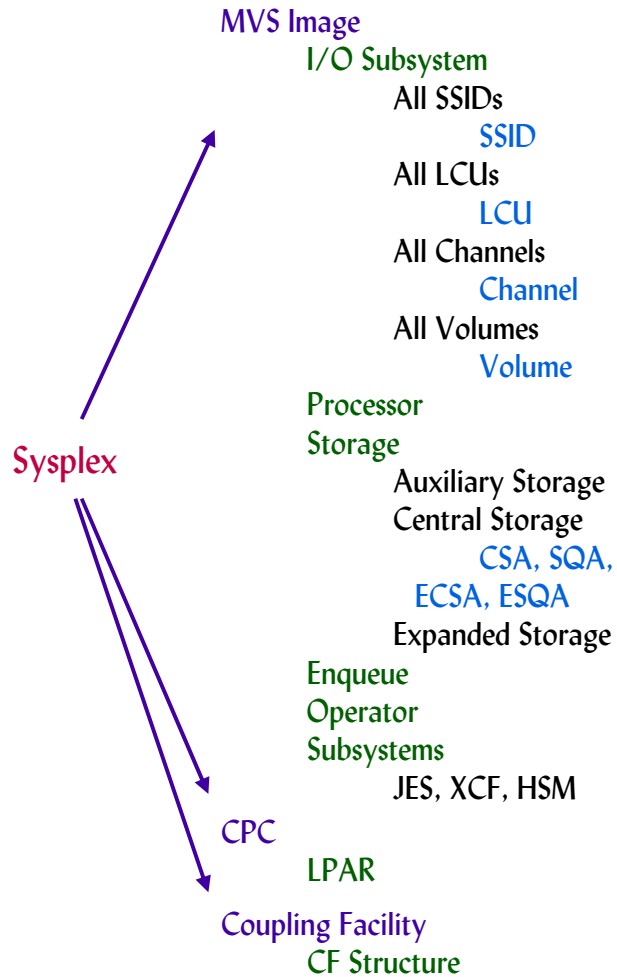 MVS Image
I/O Subsystem
All SSIDs
SSID
All LCUs
LCU
All Channels
Channel
All Volumes
Volume
Processor
Storage
Sysplex
Auxiliary Storage
Central Storage
CSA, SQA,
ECSA, ESQA
Expanded Storage
Enqueue
Operator
Subsystems
JES, XCF, HSM
CPC
LPAR
Coupling Facility
CF Structure